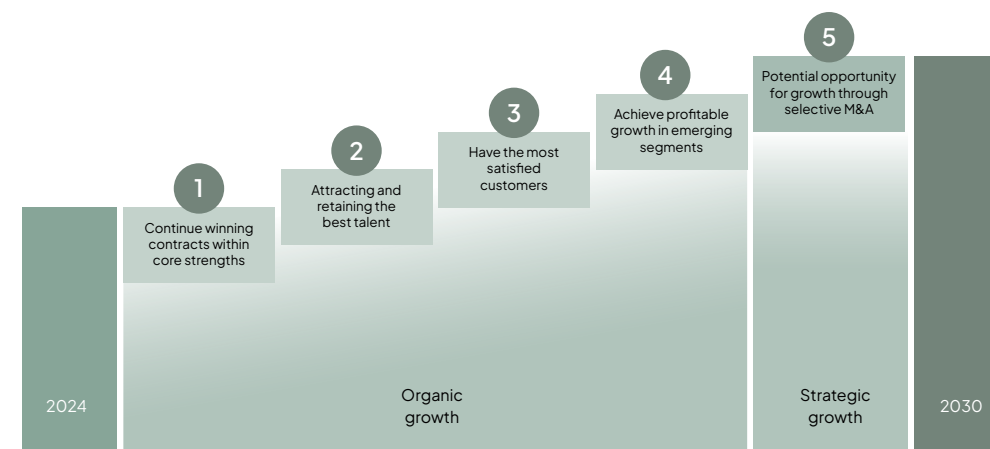 1
Continue winning
contracts within
core strengths
2
Attracting and
retaining the
best talent
3
Have the most
satisfied
customers
4
Achieve profitable
growth in emerging
segments
5
Potential opportunity
for growth through
selective M&A
2024
Organic
growth
Strategic
growth
2030